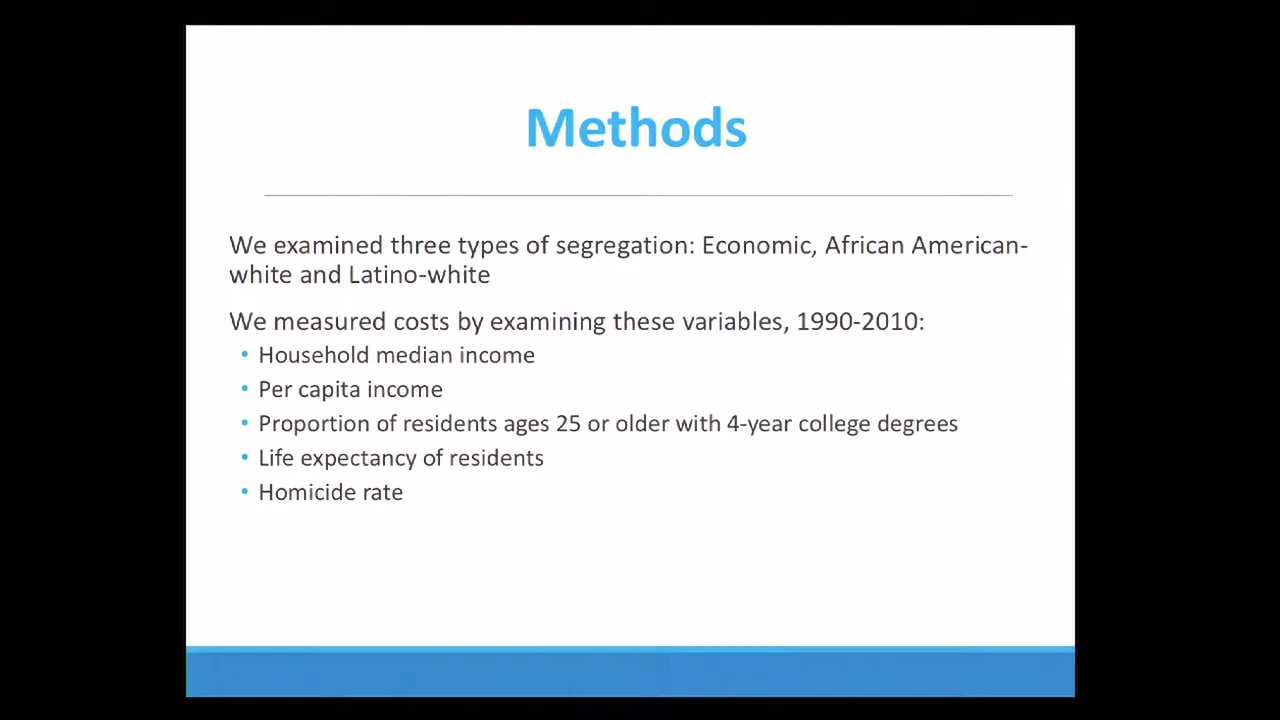 Methods
We examined three types of segregation: Economic, African American-
white and Latino-white
We measured costs by examining these variables, 1990-2010:
• Household median income
• Per capita income
• Proportion of residents ages 25 or older with 4-year college degrees
• Life expectancy of residents
• Homicide rate